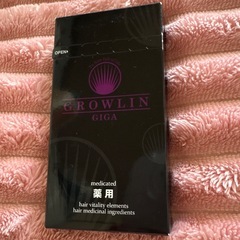 OPEN▸
GROWLIN
GIGA
medicated
薬用
hair vitality elements
hair medicinal ingredients